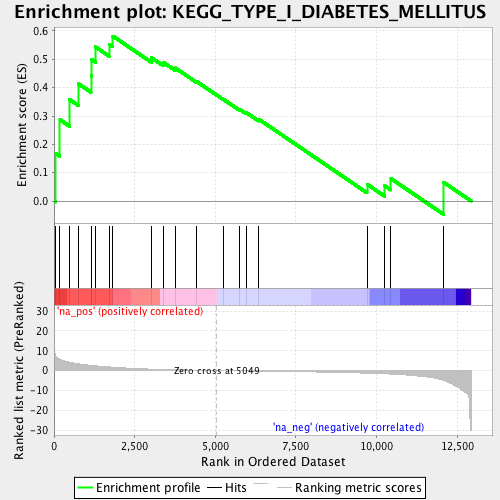 Enrichment plot: KEGG_TYPE_I_DIABETES_MELLITUS
Enrichment score (ES)
0.6
0.5
0.4
0.3
0.2
0.1
0.0
'na_pos' (positively correlated)
Ranked list metric (PreRanked)
30
20
10
0
-10
-20
-30
Zero cross at 5049
'na_neg' (negatively correlated)
0 2,500 5,000 7,500 10,000 12,500
Rank in Ordered Dataset
Enrichment profile Hits Ranking metric scores